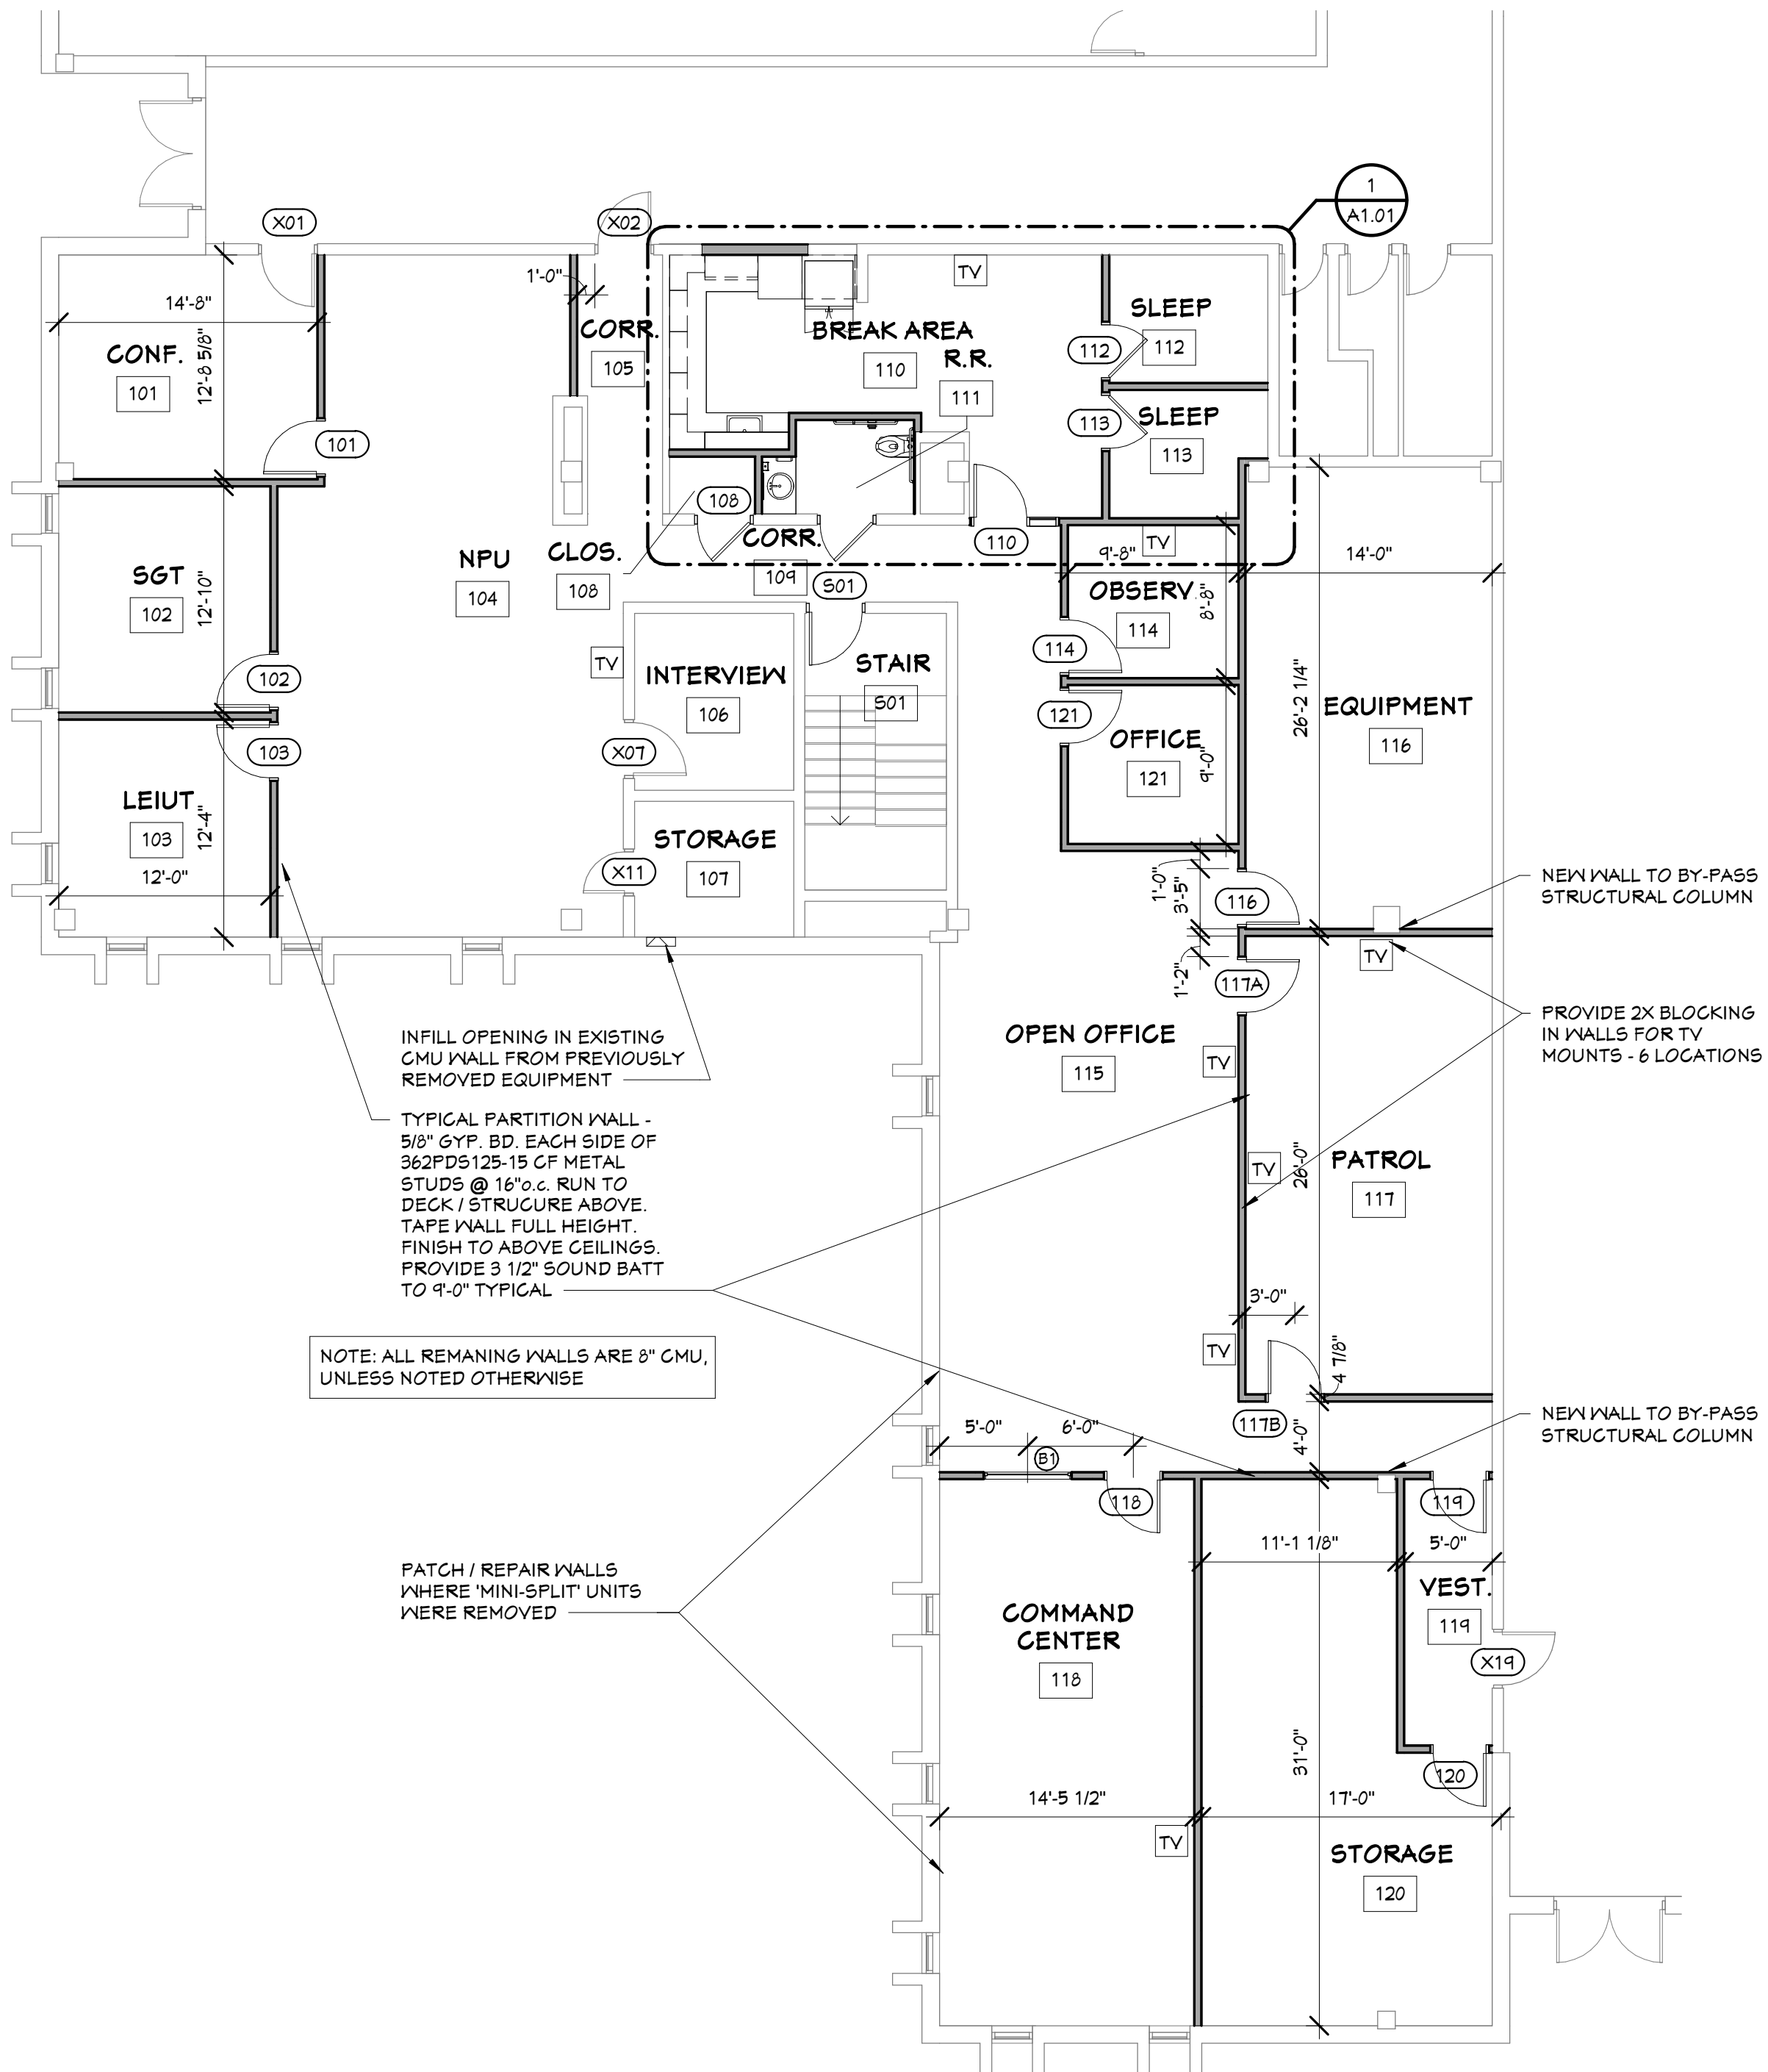 1
A1.01
X01
X02
1'-0"
TV
14'-8"
12'-8 5/8"
CONF.
101
CORR.
105
BREAK AREA
110
R.R.
111
SLEEP
112
112
113
SLEEP
113
101
108
CORR.
109
S01
110
TV
9'-8"
14'-0"
NPU
104
CLOS.
108
SGT
102
12'-10"
OBSERV.
114
8'-8"
114
TV
INTERVIEW
106
STAIR
S01
102
103
X07
121
OFFICE
121
9'-0"
26'-2 1/4"
EQUIPMENT
116
LEIUT
103
12'-4"
12'-0"
STORAGE
107
X11
1'-0"
3'-5"
116
NEW WALL TO BY-PASS
STRUCTURAL COLUMN
TV
1'-2"
117A
PROVIDE 2X BLOCKING
IN WALLS FOR TV
MOUNTS - 6 LOCATIONS
OPEN OFFICE
115
TV
INFILL OPENING IN EXISTING
CMU WALL FROM PREVIOUSLY
REMOVED EQUIPMENT
TYPICAL PARTITION WALL -
5/8" GYP. BD. EACH SIDE OF
362PDS125-15 CF METAL
STUDS @ 16"o.c. RUN TO
DECK / STRUCURE ABOVE.
TAPE WALL FULL HEIGHT.
FINISH TO ABOVE CEILINGS.
PROVIDE 3 1/2" SOUND BATT
TO 9'-0" TYPICAL
TV
26'-0"
PATROL
117
3'-0"
TV
4 7/8"
NOTE: ALL REMANING WALLS ARE 8" CMU,
UNLESS NOTED OTHERWISE
5'-0"
6'-0"
B1
117B
4'-0"
NEW WALL TO BY-PASS
STRUCTURAL COLUMN
118
119
11'-1 1/8"
5'-0"
PATCH / REPAIR WALLS
WHERE 'MINI-SPLIT' UNITS
WERE REMOVED
COMMAND
CENTER
118
VEST.
119
X19
31'-0"
120
14'-5 1/2"
17'-0"
TV
STORAGE
120